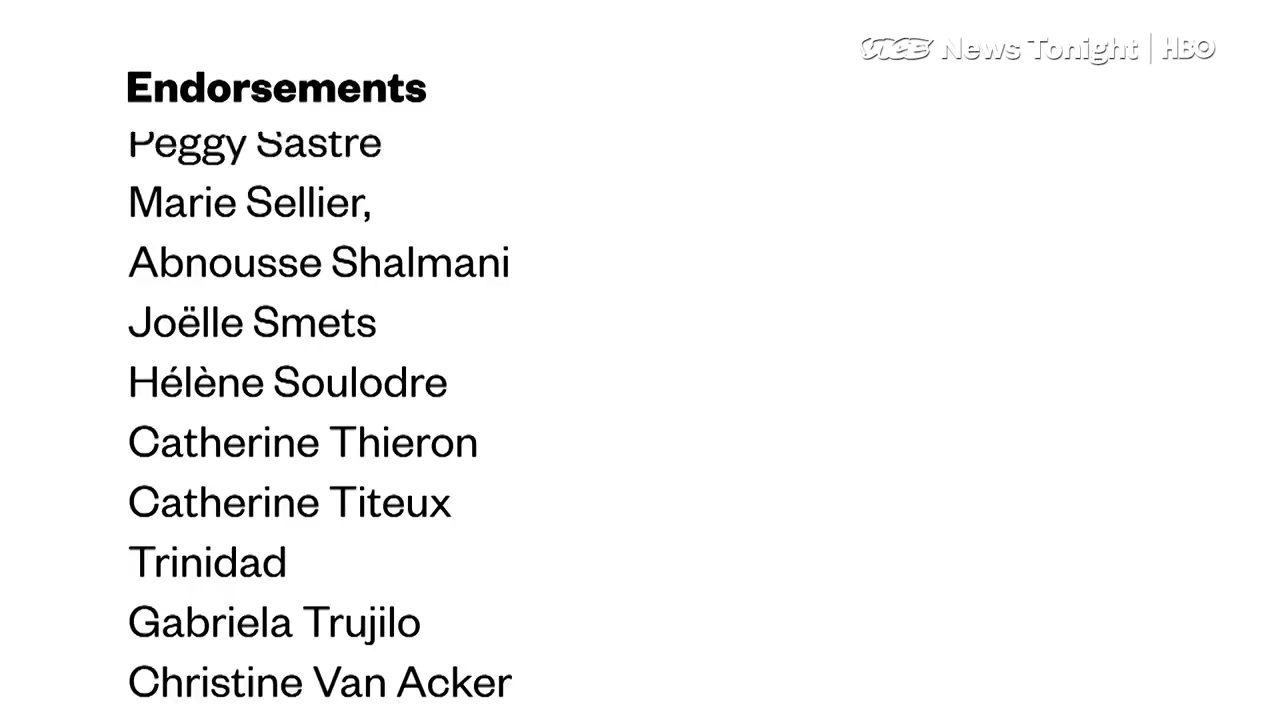 VICE News Tonight | HBO
Endorsements
Peggy Sastre
Marie Sellier,
Abnousse Shalmani
Joëlle Smets
Hélène Soulodre
Catherine Thieron
Catherine Titeux
Trinidad
Gabriela Trujilo
Christine Van Acker